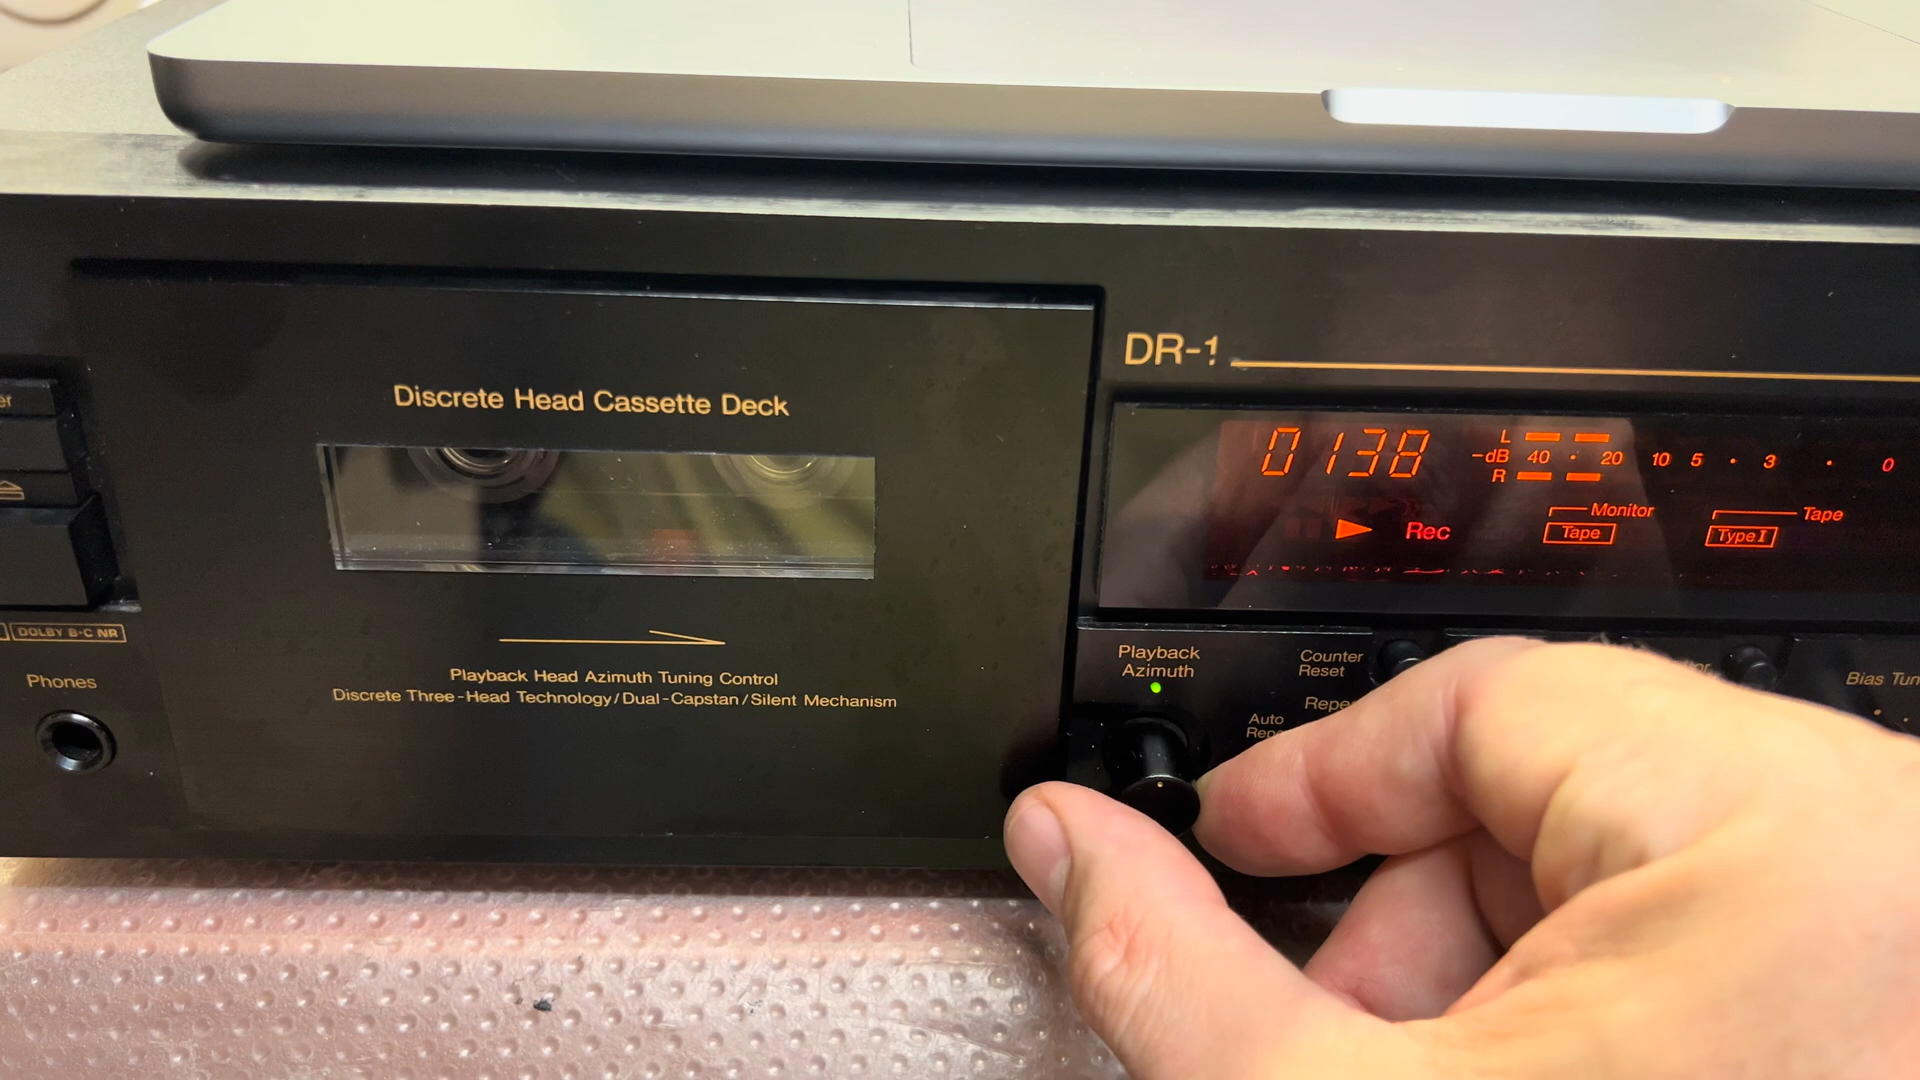 DR-1
Discrete Head Cassette Deck
0138
L
-dB 40 · 20 10 5 · 3 · 0
R
Rec
Monitor
Tape
Tape
Type I
DOLBY B-C NR
Phones
Playback Head Azimuth Tuning Control
Discrete Three-Head Technology/Dual-Capstan/Silent Mechanism
Playback
Azimuth
Counter
Reset
Auto
Bias